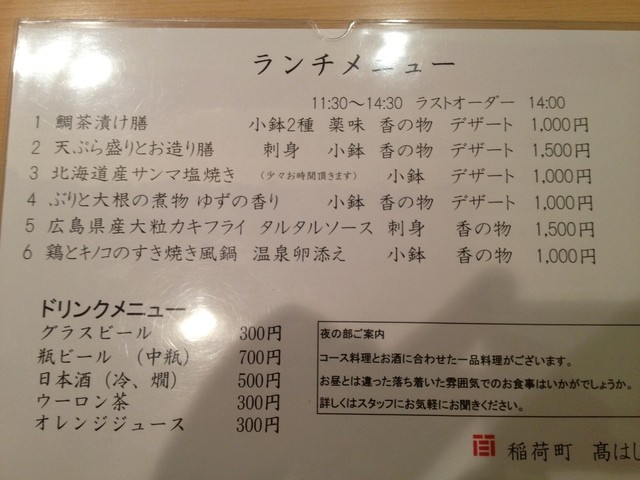 ランチメニュー
11:30～14:30 ラストオーダー 14:00
1 鯛茶漬け膳 小鉢2種 薬味 香の物 デザート 1,000円
2 天ぷら盛りとお造り膳 刺身 小鉢 香の物 デザート 1,500円
3 北海道産サンマ塩焼き (少々お時間頂きます) 小鉢 デザート 1,000円
4 ぶりと大根の煮物 ゆずの香り 小鉢 デザート 1,000円
5 広島県産大粒カキフライ タルタルソース 刺身 香の物 1,500円
6 鶏とキノコのすき焼き風鍋 温泉卵添え 小鉢 香の物 1,000円
ドリンクメニュー
グラスビール 300円
瓶ビール (中瓶) 700円
日本酒 (冷、燗) 500円
ウーロン茶 300円
オレンジジュース 300円
夜の部ご案内
コース料理とお酒に合わせた一品料理がございます。
お昼とは違った落ち着いた雰囲気でのお食事はいかがでしょうか。
詳しくはスタッフにお気軽にお聞きください。
稲荷町 髙はし